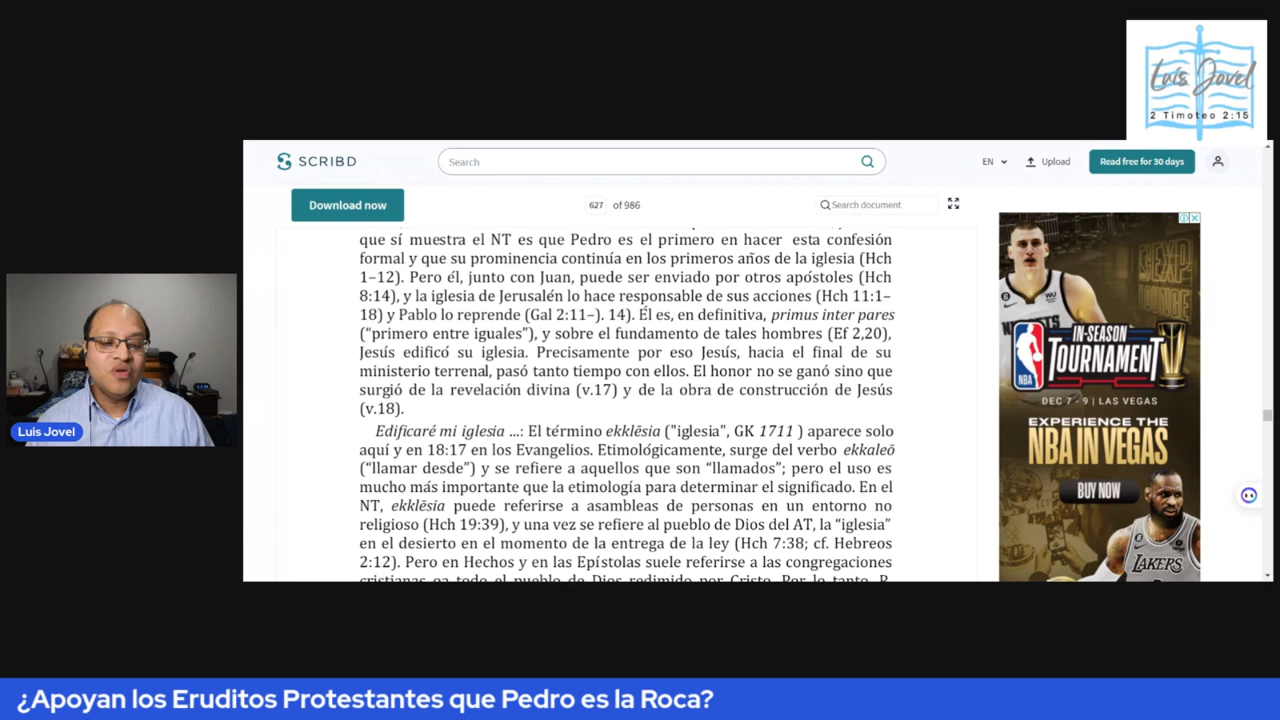 Luis Jovel
2 Timoteo 2:15
SCRIBD
Search
EN
Upload
Read free for 30 days
Download now
627 of 986
Search document
que sí muestra el NT es que Pedro es el primero en hacer esta confesión
formal y que su prominencia continúa en los primeros años de la iglesia (Hch
1–12). Pero él, junto con Juan, puede ser enviado por otros apóstoles (Hch
8:14), y la iglesia de Jerusalén lo hace responsable de sus acciones (Hch 11:1–
18) y Pablo lo reprende (Gal 2:11–). 14). Él es, en definitiva, primus inter pares
(“primero entre iguales”), y sobre el fundamento de tales hombres (Ef 2,20),
Jesús edificó su iglesia. Precisamente por eso Jesús, hacia el final de su
ministerio terrenal, pasó tanto tiempo con ellos. El honor no se ganó sino que
surgió de la revelación divina (v.17) y de la obra de construcción de Jesús
(v.18).
Edificaré mi iglesia ...: El término ekklēsia ("iglesia", GK 1711 ) aparece solo
aquí y en 18:17 en los Evangelios. Etimológicamente, surge del verbo ekkaleō
(“llamar desde”) y se refiere a aquellos que son “llamados”; pero el uso es
mucho más importante que la etimología para determinar el significado. En el
NT, ekklēsia puede referirse a asambleas de personas en un entorno no
religioso (Hch 19:39), y una vez se refiere al pueblo de Dios del AT, la “iglesia”
en el desierto en el momento de la entrega de la ley (Hch 7:38; cf. Hebreos
2:12). Pero en Hechos y en las Epístolas suele referirse a las congregaciones
cristianas oa todo el pueblo de Dios redimido por Cristo. Por lo tanto, R.
IN-SEASON
TOURNAMENT
NBA
DEC 7 - 9 | LAS VEGAS
EXPERIENCE THE
NBA IN VEGAS
BUY NOW
LAKERS
Luis Jovel
¿Apoyan los Eruditos Protestantes que Pedro es la Roca?